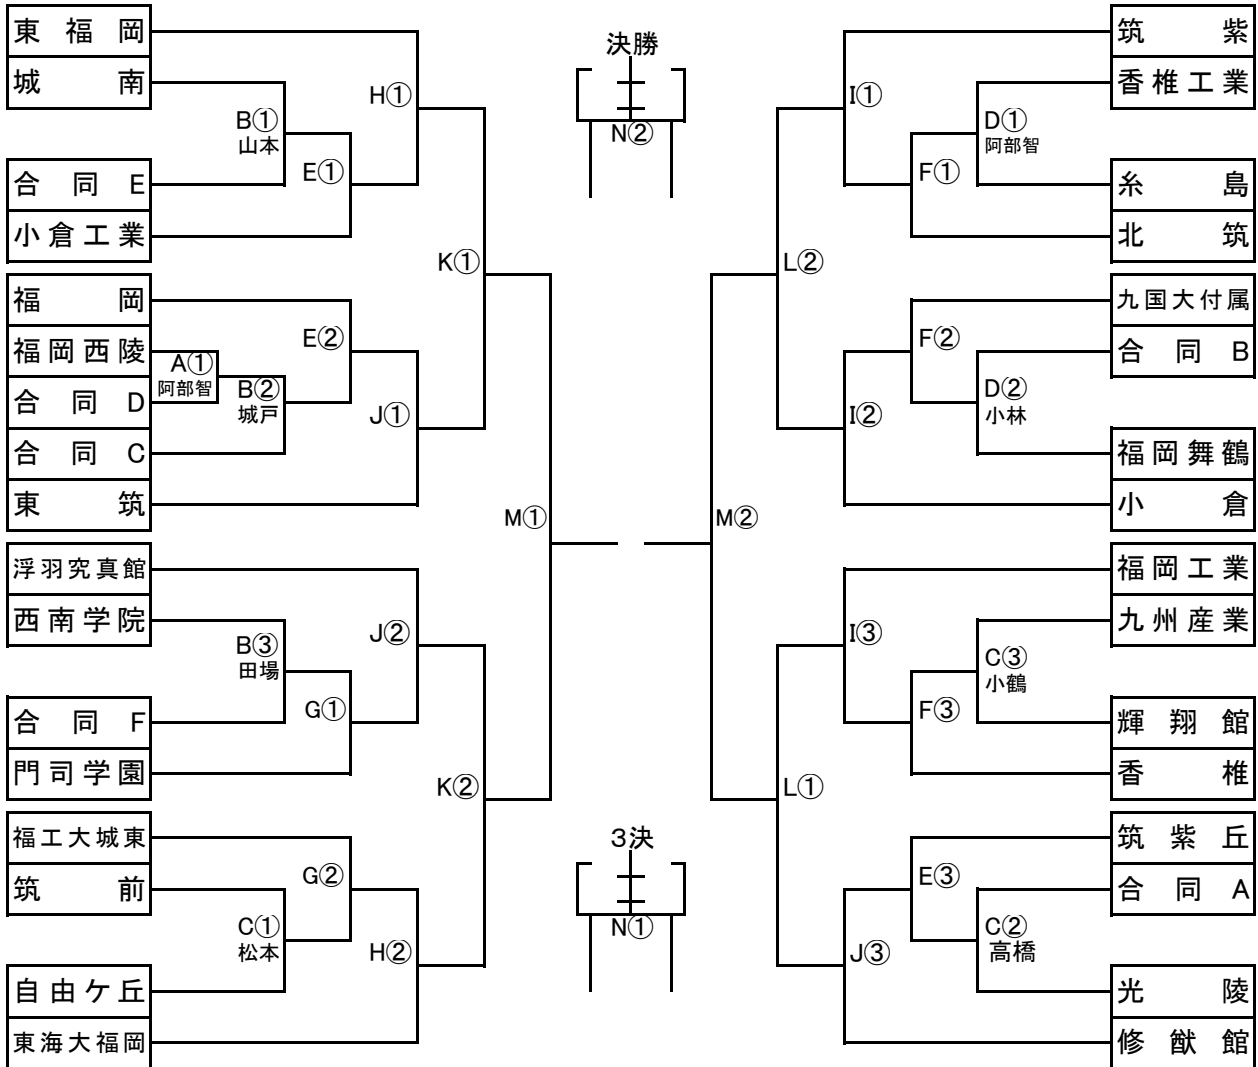 東福岡
城南
合同E
小倉工業
福岡
福岡西陵
合同D
合同C
東筑
浮羽究真館
西南学院
合同F
門司学園
福工大城東
筑前
自由ケ丘
東海大福岡
A①
阿部智
B①
山本
B②
城戸
B③
田場
C①
松本
E①
E②
G①
G②
H①
J①
J②
H②
K①
K②
M①
決勝
N②
3決
N①
M②
L②
L①
I①
I②
I③
J③
F①
F②
F③
E③
D①
阿部智
D②
小林
C③
小鶴
C②
高橋
筑紫
香椎工業
糸島
北筑
九国大付属
合同B
福岡舞鶴
小倉
福岡工業
九州産業
輝翔館
香椎
筑紫丘
合同A
光陵
修猷館